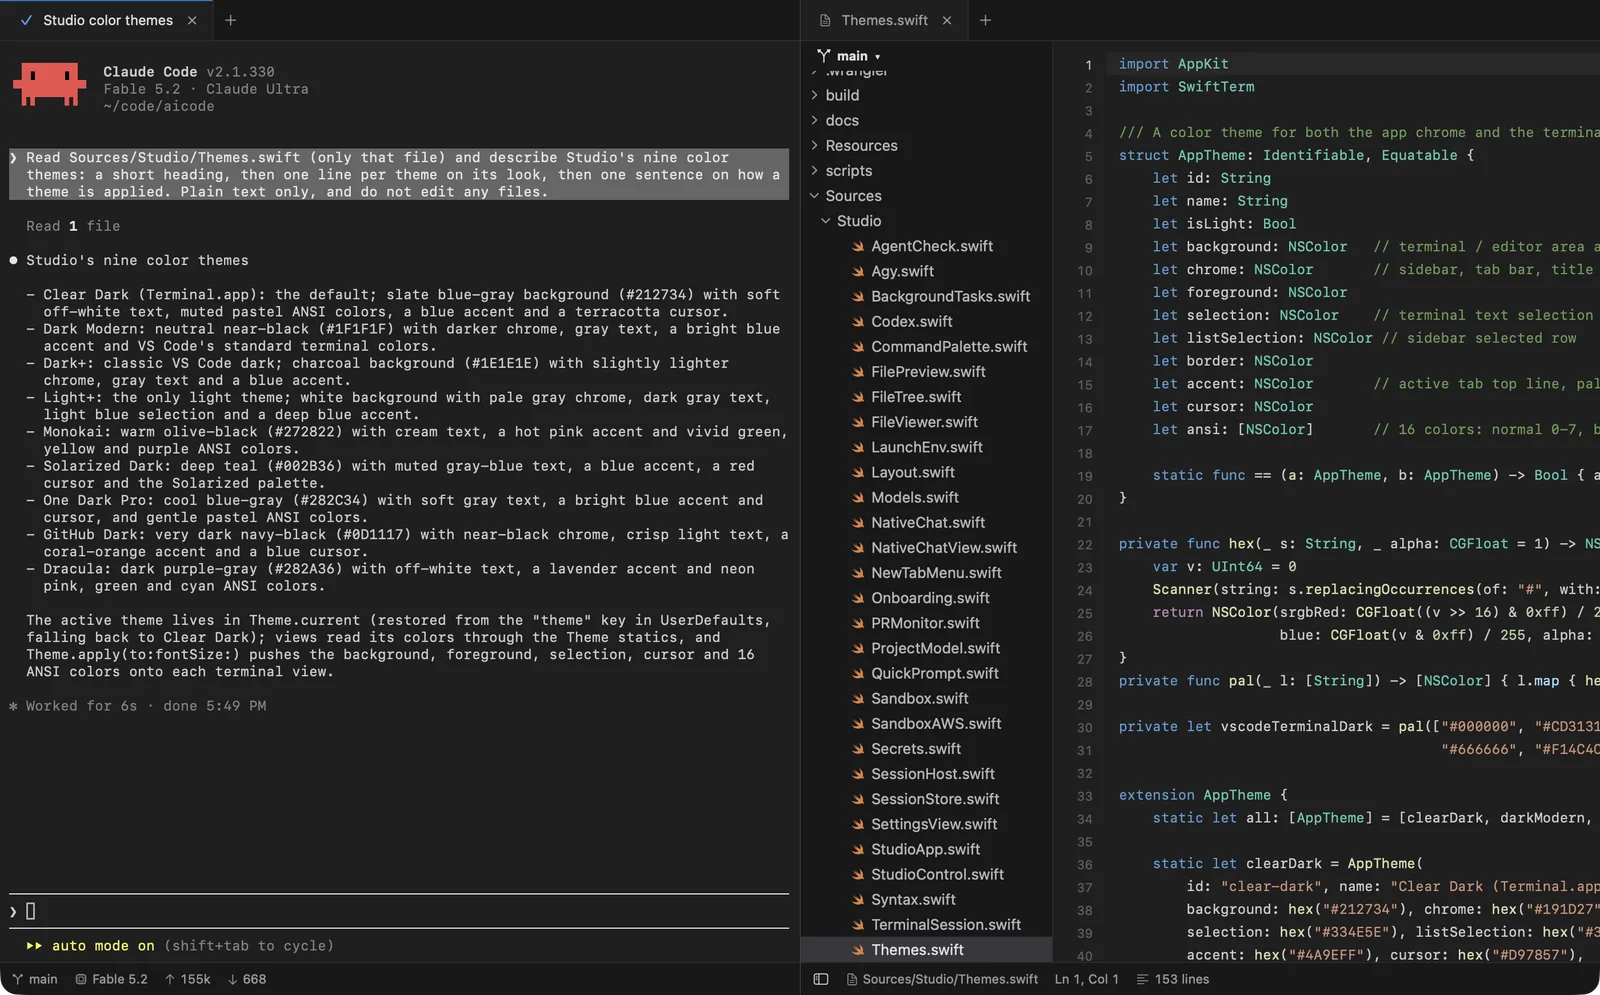 Studio color themes
Claude Code v2.1.330
Fable 5.2 · Claude Ultra
~/code/aicode
❯ Read Sources/Studio/Themes.swift (only that file) and describe Studio's nine color
themes: a short heading, then one line per theme on its look, then one sentence on how a
theme is applied. Plain text only, and do not edit any files.
Read 1 file
● Studio's nine color themes
– Clear Dark (Terminal.app): the default; slate blue-gray background (#212734) with soft
off-white text, muted pastel ANSI colors, a blue accent and a terracotta cursor.
– Dark Modern: neutral near-black (#1F1F1F) with darker chrome, gray text, a bright blue
accent and VS Code's standard terminal colors.
– Dark+: classic VS Code dark; charcoal background (#1E1E1E) with slightly lighter
chrome, gray text and a blue accent.
– Light+: the only light theme; white background with pale gray chrome, dark gray text,
light blue selection and a deep blue accent.
– Monokai: warm olive-black (#272822) with cream text, a hot pink accent and vivid green,
yellow and purple ANSI colors.
– Solarized Dark: deep teal (#002B36) with muted gray-blue text, a blue accent, a red
cursor and the Solarized palette.
– One Dark Pro: cool blue-gray (#282C34) with soft gray text, a bright blue accent and
cursor, and gentle pastel ANSI colors.
– GitHub Dark: very dark navy-black (#0D1117) with near-black chrome, crisp light text, a
coral-orange accent and a blue cursor.
– Dracula: dark purple-gray (#282A36) with off-white text, a lavender accent and neon
pink, green and cyan ANSI colors.
The active theme lives in Theme.current (restored from the "theme" key in UserDefaults,
falling back to Clear Dark); views read its colors through the Theme statics, and
Theme.apply(to:fontSize:) pushes the background, foreground, selection, cursor and 16
ANSI colors onto each terminal view.
✻ Worked for 6s · done 5:49 PM
❯
▸▸ auto mode on (shift+tab to cycle)
main Fable 5.2 ↑ 155k ↓ 668
Themes.swift
main
.wrangler
build
docs
Resources
scripts
Sources
Studio
AgentCheck.swift
Agy.swift
BackgroundTasks.swift
Codex.swift
CommandPalette.swift
FilePreview.swift
FileTree.swift
FileViewer.swift
LaunchEnv.swift
Layout.swift
Models.swift
NativeChat.swift
NativeChatView.swift
NewTabMenu.swift
Onboarding.swift
PRMonitor.swift
ProjectModel.swift
QuickPrompt.swift
Sandbox.swift
SandboxAWS.swift
Secrets.swift
SessionHost.swift
SessionStore.swift
SettingsView.swift
StudioApp.swift
StudioControl.swift
Syntax.swift
TerminalSession.swift
Themes.swift
1 import AppKit
2 import SwiftTerm
3
4 /// A color theme for both the app chrome and the termina
5 struct AppTheme: Identifiable, Equatable {
6 let id: String
7 let name: String
8 let isLight: Bool
9 let background: NSColor // terminal / editor area a
10 let chrome: NSColor // sidebar, tab bar, title
11 let foreground: NSColor
12 let selection: NSColor // terminal text selection
13 let listSelection: NSColor // sidebar selected row
14 let border: NSColor
15 let accent: NSColor // active tab top line, pal
16 let cursor: NSColor
17 let ansi: [NSColor] // 16 colors: normal 0–7, b
18
19 static func == (a: AppTheme, b: AppTheme) -> Bool { a
20 }
21
22 private func hex(_ s: String, _ alpha: CGFloat = 1) -> NS
23 var v: UInt64 = 0
24 Scanner(string: s.replacingOccurrences(of: "#", with:
25 return NSColor(srgbRed: CGFloat((v >> 16) & 0xff) / 2
26 blue: CGFloat(v & 0xff) / 255, alpha:
27 }
28 private func pal(_ l: [String]) -> [NSColor] { l.map { he
29
30 private let vscodeTerminalDark = pal(["#000000", "#CD3131
31 "#666666", "#F14C4C
32
33 extension AppTheme {
34 static let all: [AppTheme] = [clearDark, darkModern,
35
36 static let clearDark = AppTheme(
37 id: "clear-dark", name: "Clear Dark (Terminal.app
38 background: hex("#212734"), chrome: hex("#191D27"
39 selection: hex("#334E5E"), listSelection: hex("#3
40 accent: hex("#4A9EFF"), cursor: hex("#D97857"),
Sources/Studio/Themes.swift Ln 1, Col 1 153 lines